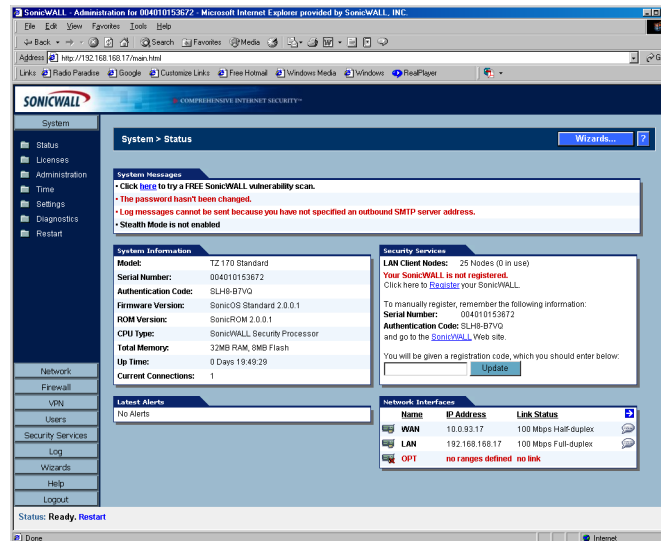 SonicWALL - Administration for 004010153672 - Microsoft Internet Explorer provided by SonicWALL, INC.
File Edit View Favorites Tools Help
Back Search Favorites Media
Address http://192.168.168.17/main.html
Links Radio Paradise Google Customize Links Free Hotmail Windows Media Windows RealPlayer
SONICWALL
COMPREHENSIVE INTERNET SECURITY™
System
Status
Licenses
Administration
Time
Settings
Diagnostics
Restart
Network
Firewall
VPN
Users
Security Services
Log
Wizards
Help
Logout
System > Status
Wizards...
?
System Messages
• Click here to try a FREE SonicWALL vulnerability scan.
• The password hasn't been changed.
• Log messages cannot be sent because you have not specified an outbound SMTP server address.
• Stealth Mode is not enabled
System Information
Model: TZ 170 Standard
Serial Number: 004010153672
Authentication Code: SLH8-B7VQ
Firmware Version: SonicOS Standard 2.0.0.1
ROM Version: SonicROM 2.0.0.1
CPU Type: SonicWALL Security Processor
Total Memory: 32MB RAM, 8MB Flash
Up Time: 0 Days 19:49:29
Current Connections: 1
Latest Alerts
No Alerts
Security Services
LAN Client Nodes: 25 Nodes (0 in use)
Your SonicWALL is not registered.
Click here to Register your SonicWALL.
To manually register, remember the following information:
Serial Number: 004010153672
Authentication Code: SLH8-B7VQ
and go to the SonicWALL Web site.
You will be given a registration code, which you should enter below:
Update
Network Interfaces
Name IP Address Link Status
WAN 10.0.93.17 100 Mbps Half-duplex
LAN 192.168.168.17 100 Mbps Full-duplex
OPT no ranges defined no link
Status: Ready. Restart
Done
Internet